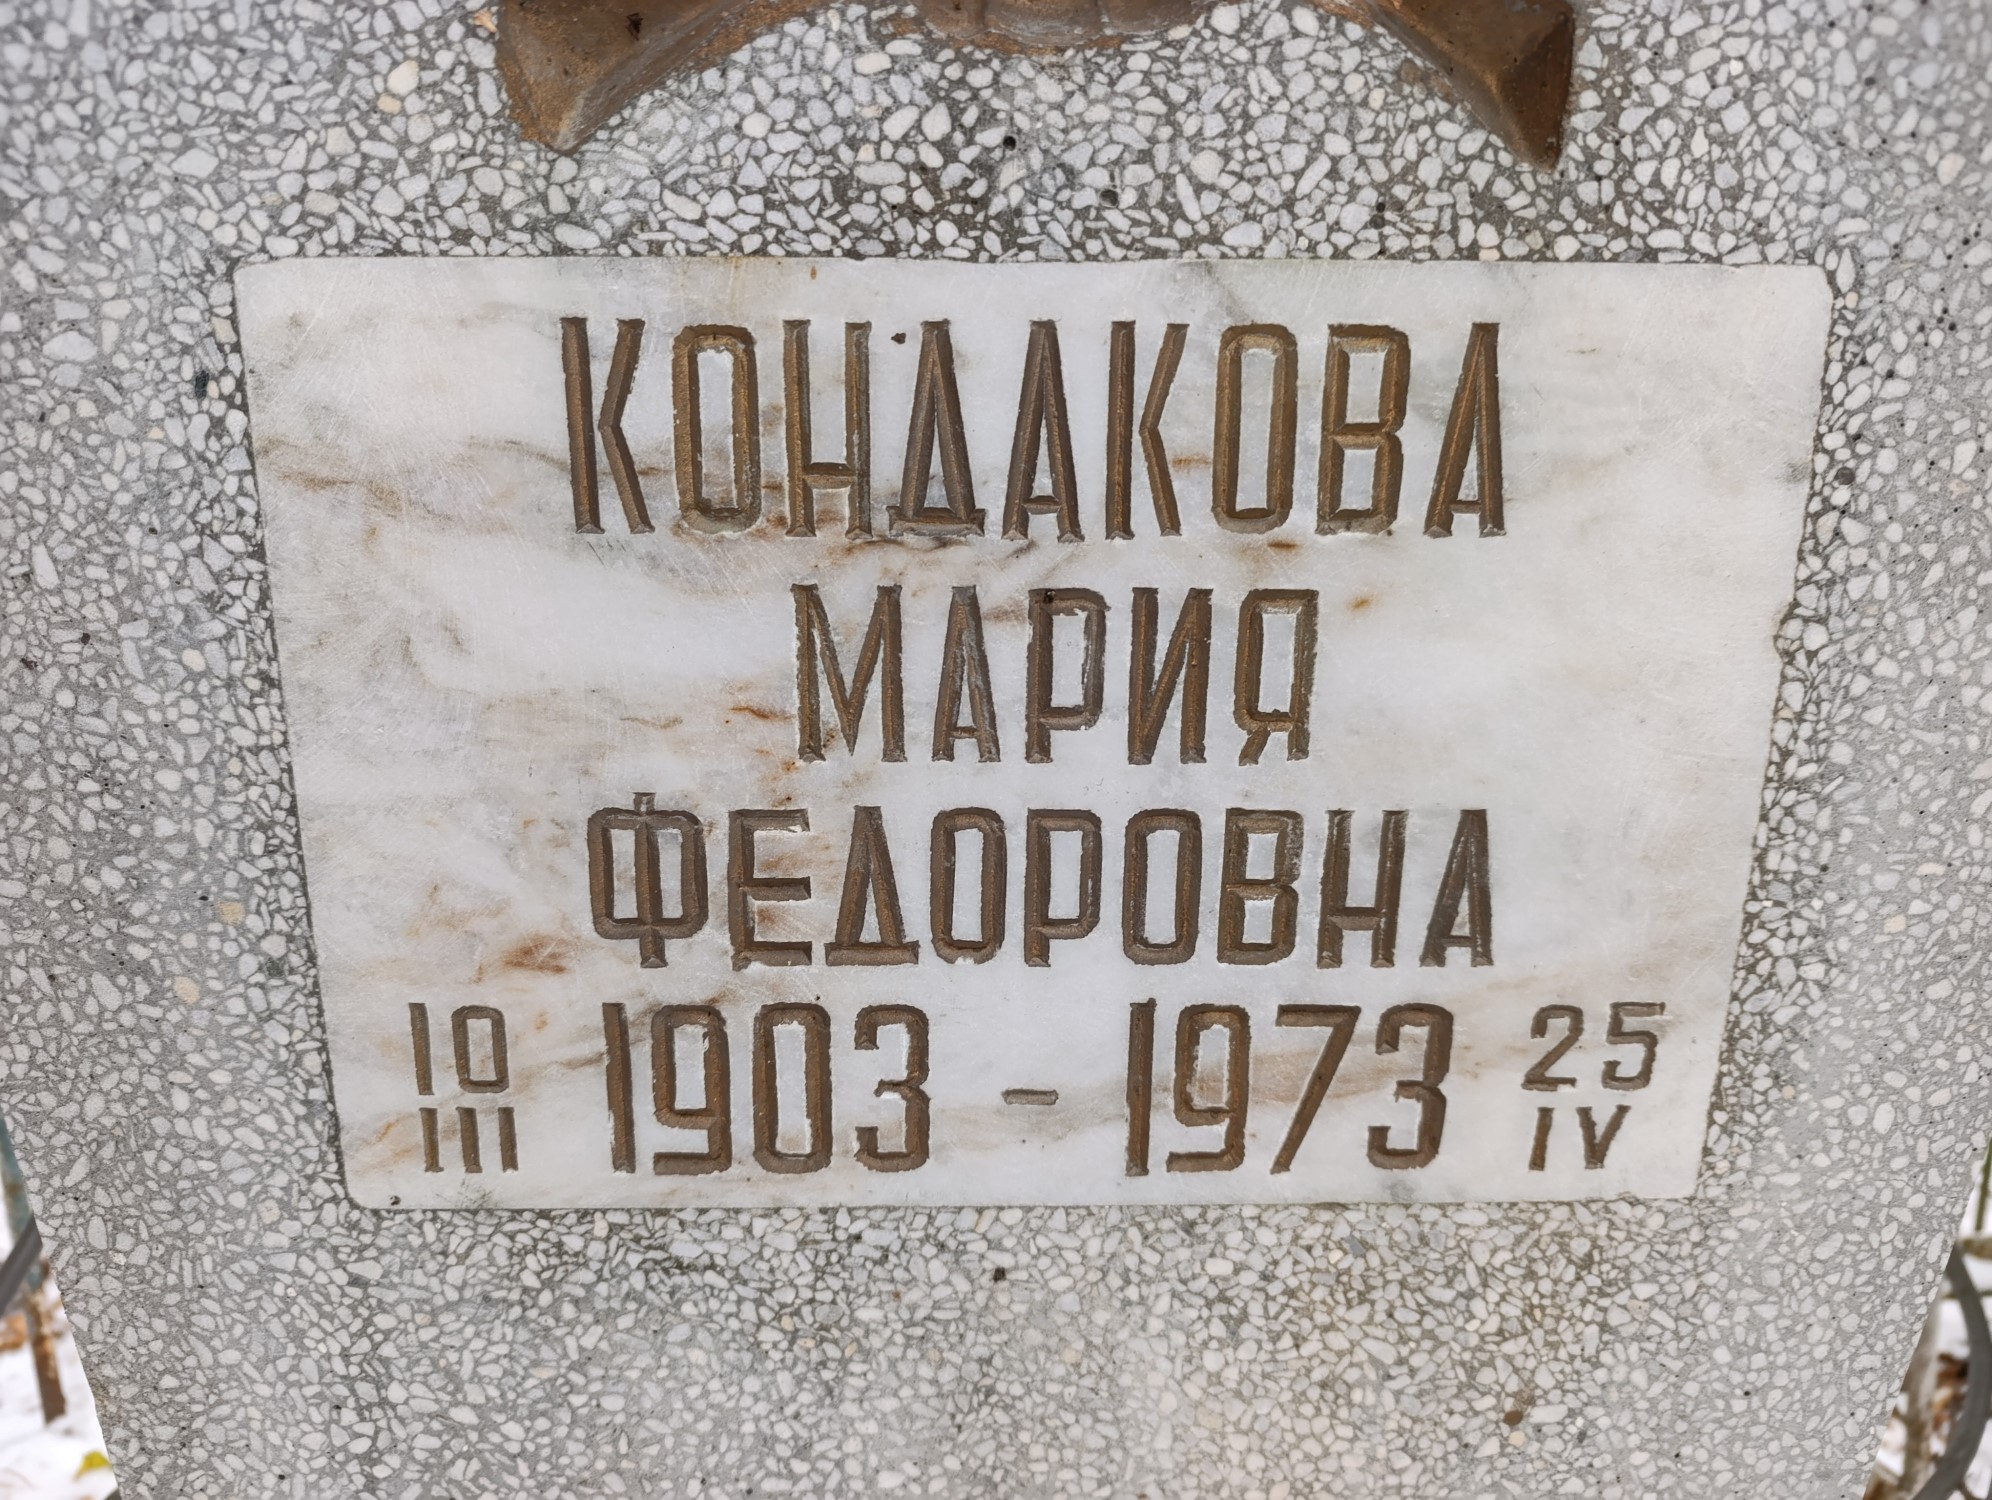 КОНДАКОВА
МАРИЯ
ФЕДОРОВНА
10 III 1903 - 1973 25 IV